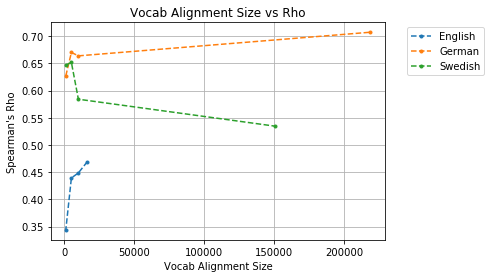 Vocab Alignment Size vs Rho
English
German
Swedish
Spearman's Rho
0.70
0.65
0.60
0.55
0.50
0.45
0.40
0.35
0 50000 100000 150000 200000
Vocab Alignment Size